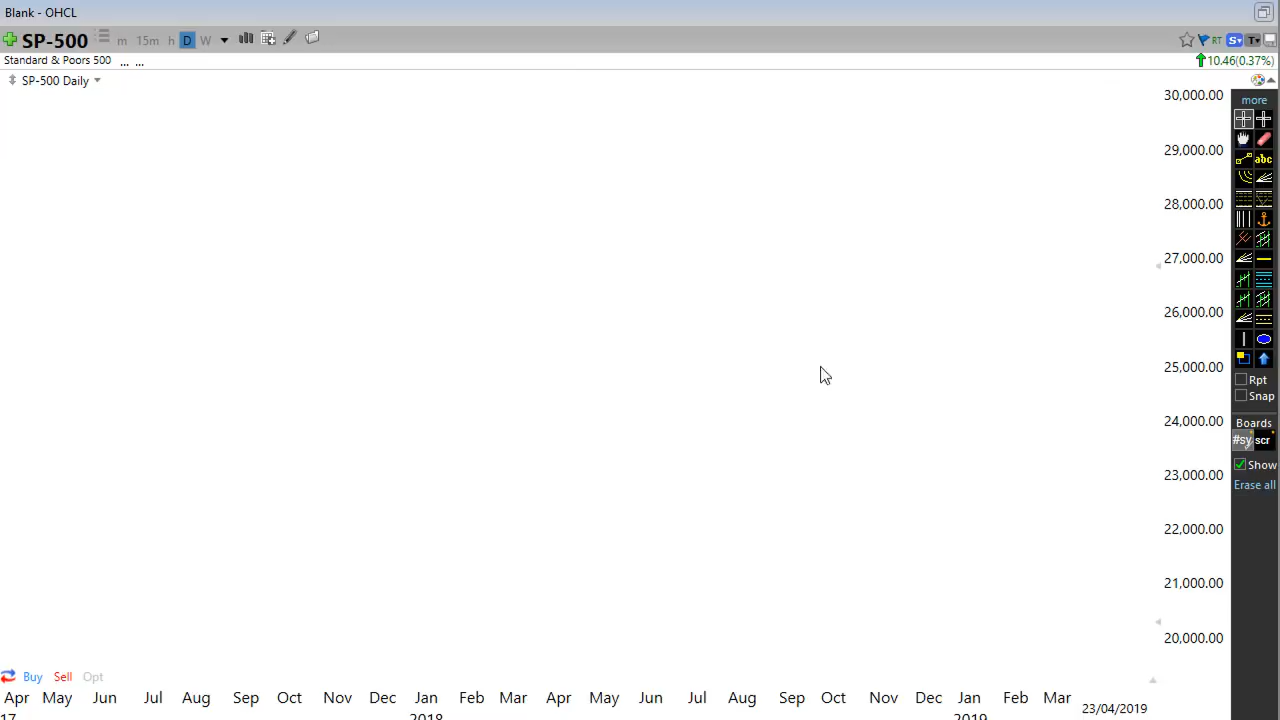 Blank - OHCL
SP-500 m 15m h D W RT S T
Standard & Poors 500 ... ... 10.46(0.37%)
SP-500 Daily
30,000.00
more
29,000.00
abc
28,000.00
27,000.00
26,000.00
25,000.00
Rpt
Snap
24,000.00
Boards
#sy scr
Show
23,000.00
Erase all
22,000.00
21,000.00
20,000.00
Buy Sell Opt
Apr May Jun Jul Aug Sep Oct Nov Dec Jan Feb Mar Apr May Jun Jul Aug Sep Oct Nov Dec Jan Feb Mar 23/04/2019
17 2018 2019